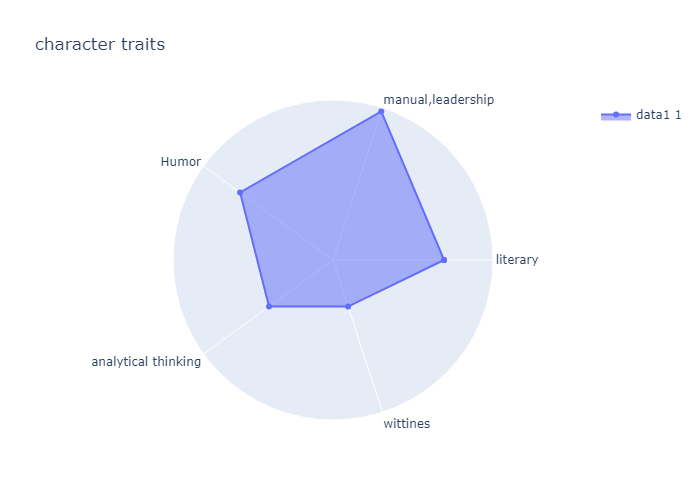 character traits
manual,leadership
data1 1
Humor
literary
analytical thinking
wittines